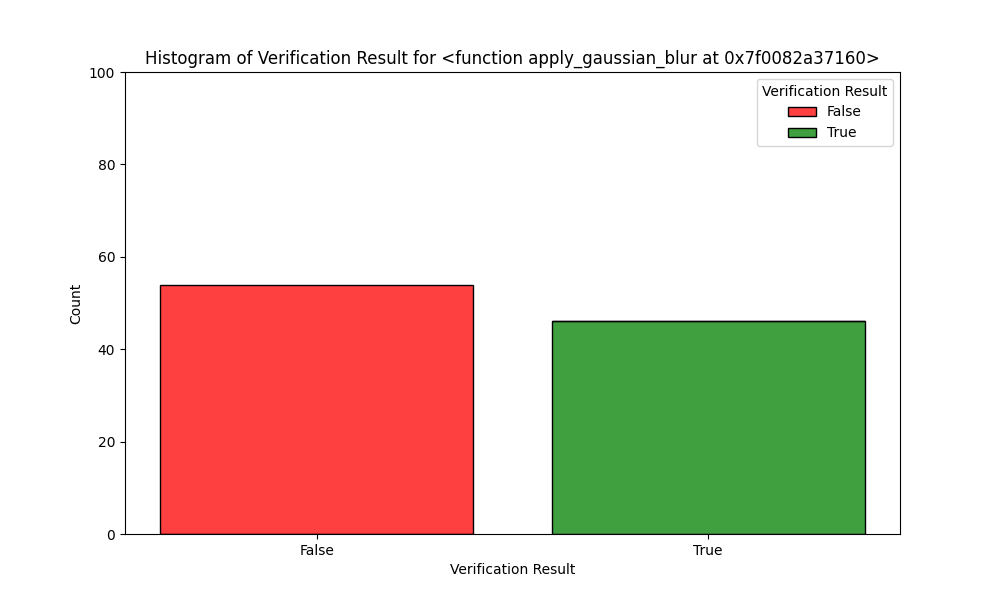 Histogram of Verification Result for <function apply_gaussian_blur at 0x7f0082a37160>
Verification Result
False
True
100
80
60
40
20
0
Count
False
True
Verification Result